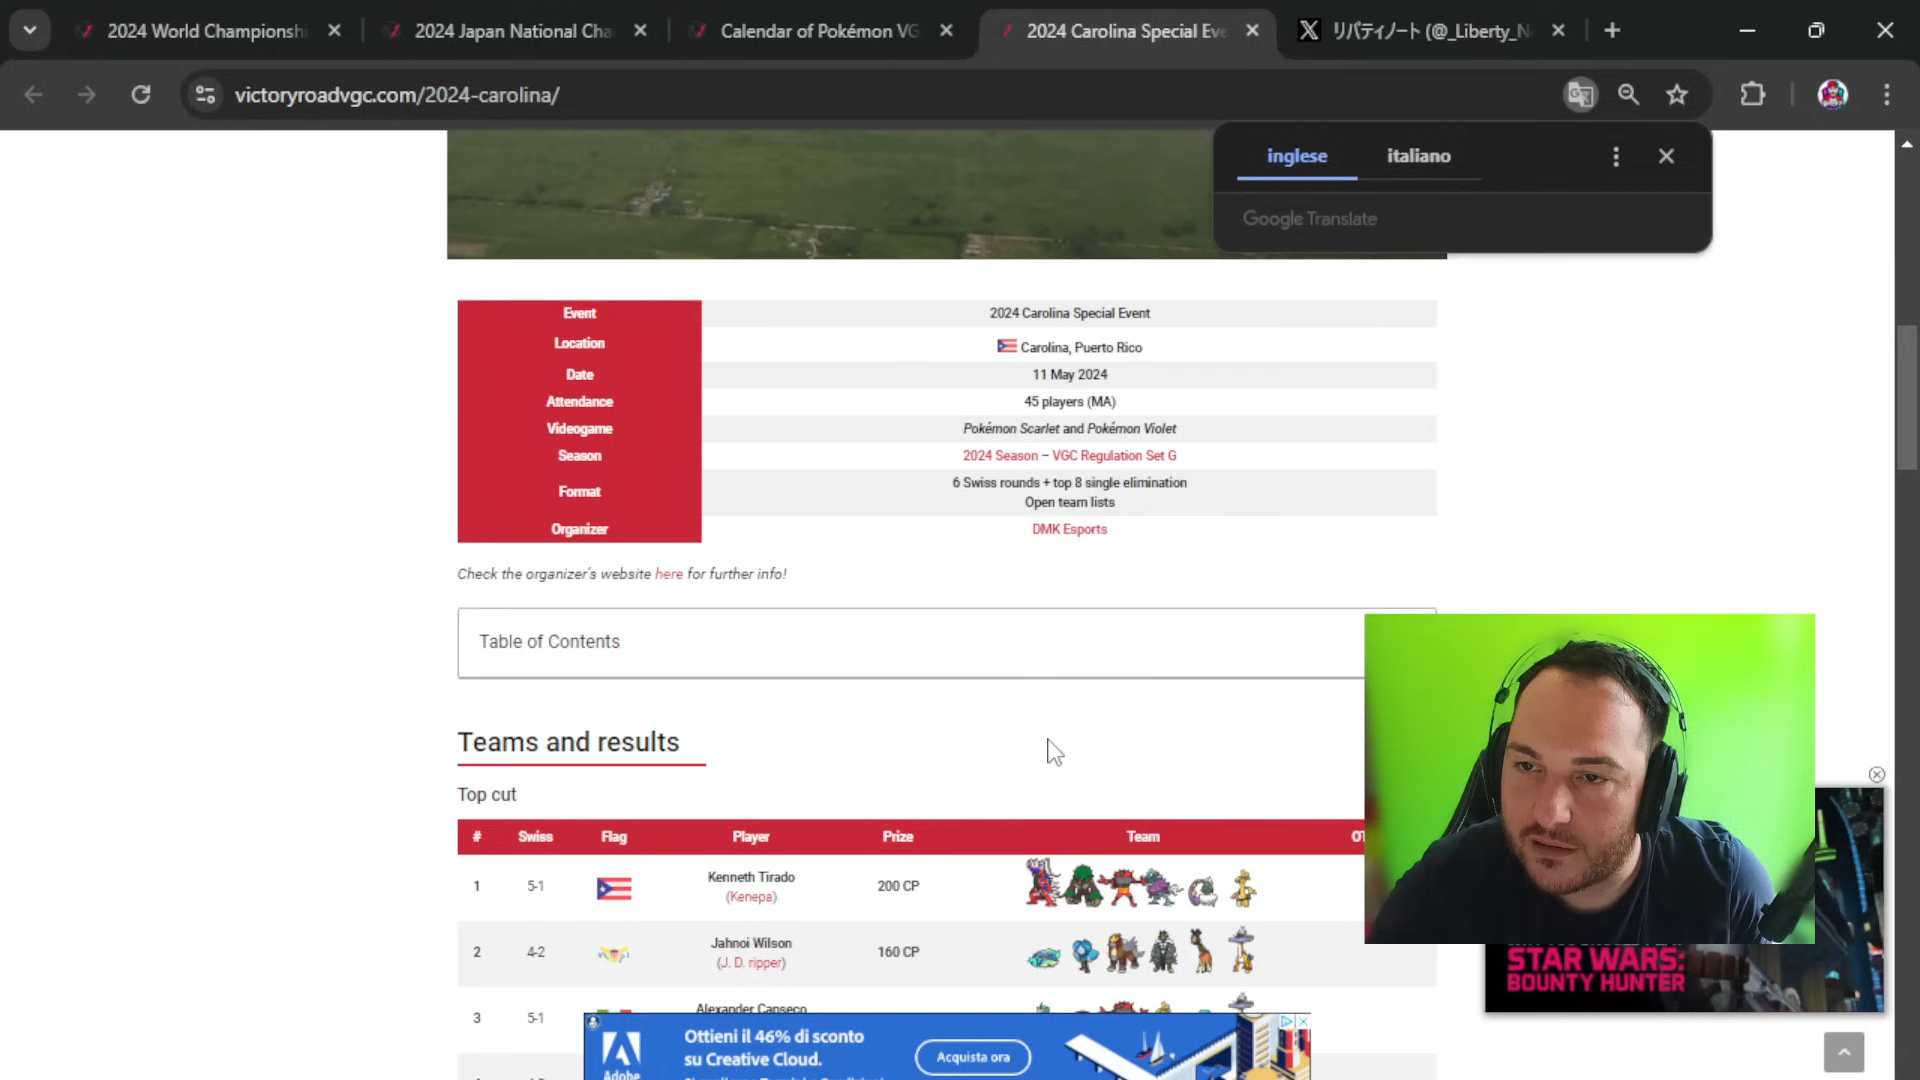 2024 World Championshi
2024 Japan National Cha
Calendar of Pokémon VG
2024 Carolina Special Eve
リバティノート (@_Liberty_N
victoryroadvgc.com/2024-carolina/
inglese
italiano
Google Translate
Event
2024 Carolina Special Event
Location
Carolina, Puerto Rico
Date
11 May 2024
Attendance
45 players (MA)
Videogame
Pokémon Scarlet and Pokémon Violet
Season
2024 Season – VGC Regulation Set G
Format
6 Swiss rounds + top 8 single elimination
Open team lists
Organizer
DMK Esports
Check the organizer's website here for further info!
Table of Contents
Teams and results
Top cut
# Swiss Flag Player Prize Team
1 5-1 Kenneth Tirado 200 CP
(Kenepa)
2 4-2 Jahnoi Wilson 160 CP
(J. D. ripper)
3 5-1 Alexander Canseco
Ottieni il 46% di sconto
su Creative Cloud.
Acquista ora
Adobe
STAR WARS:
BOUNTY HUNTER